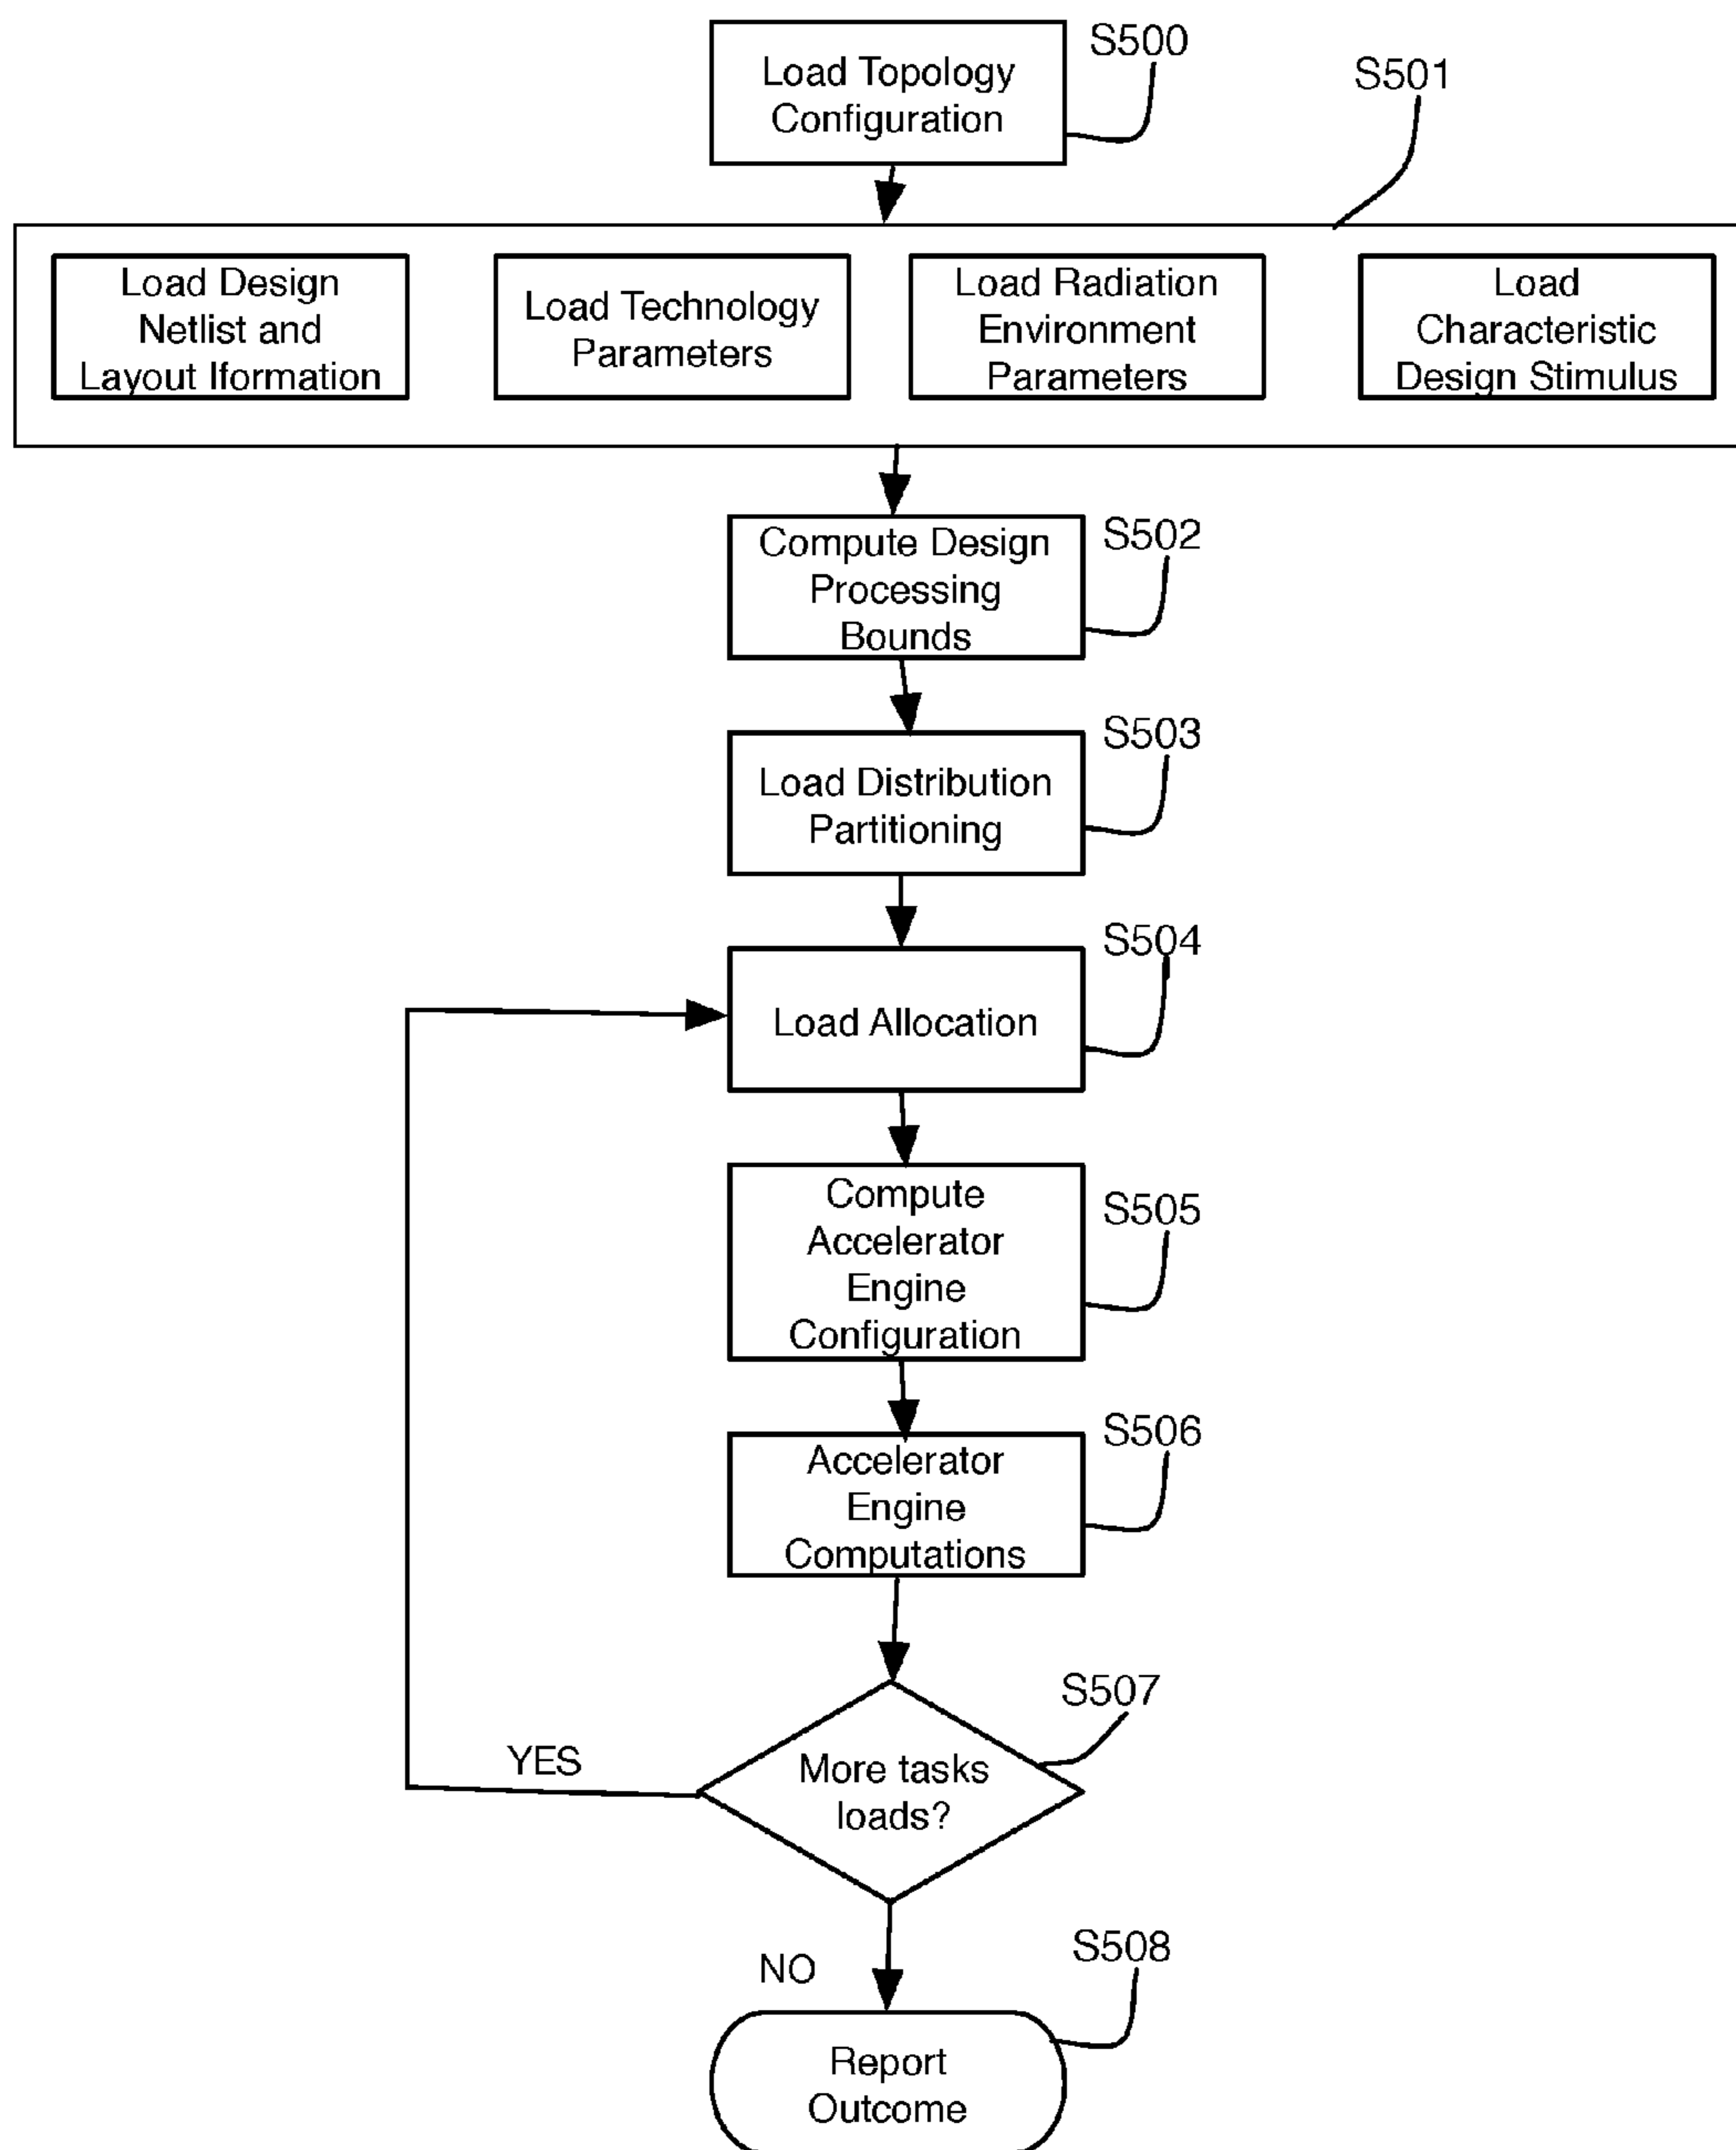 Load Topology
Configuration
S500
S501
Load Design
Netlist and
Layout Iformation
Load Technology
Parameters
Load Radiation
Environment
Parameters
Load
Characteristic
Design Stimulus
Compute Design
Processing
Bounds
S502
Load Distribution
Partitioning
S503
Load Allocation
S504
Compute
Accelerator
Engine
Configuration
S505
Accelerator
Engine
Computations
S506
More tasks
loads?
S507
YES
NO
Report
Outcome
S508